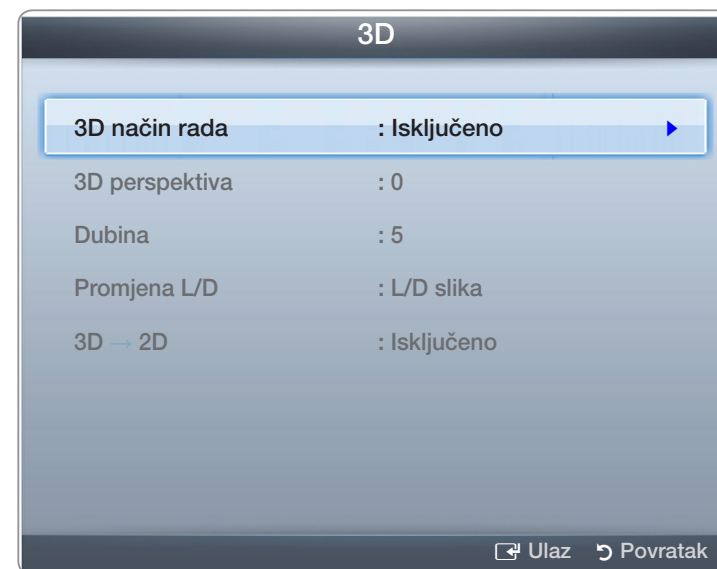 3D
3D način rada : Isključeno
3D perspektiva : 0
Dubina : 5
Promjena L/D : L/D slika
3D → 2D : Isključeno
Ulaz Povratak